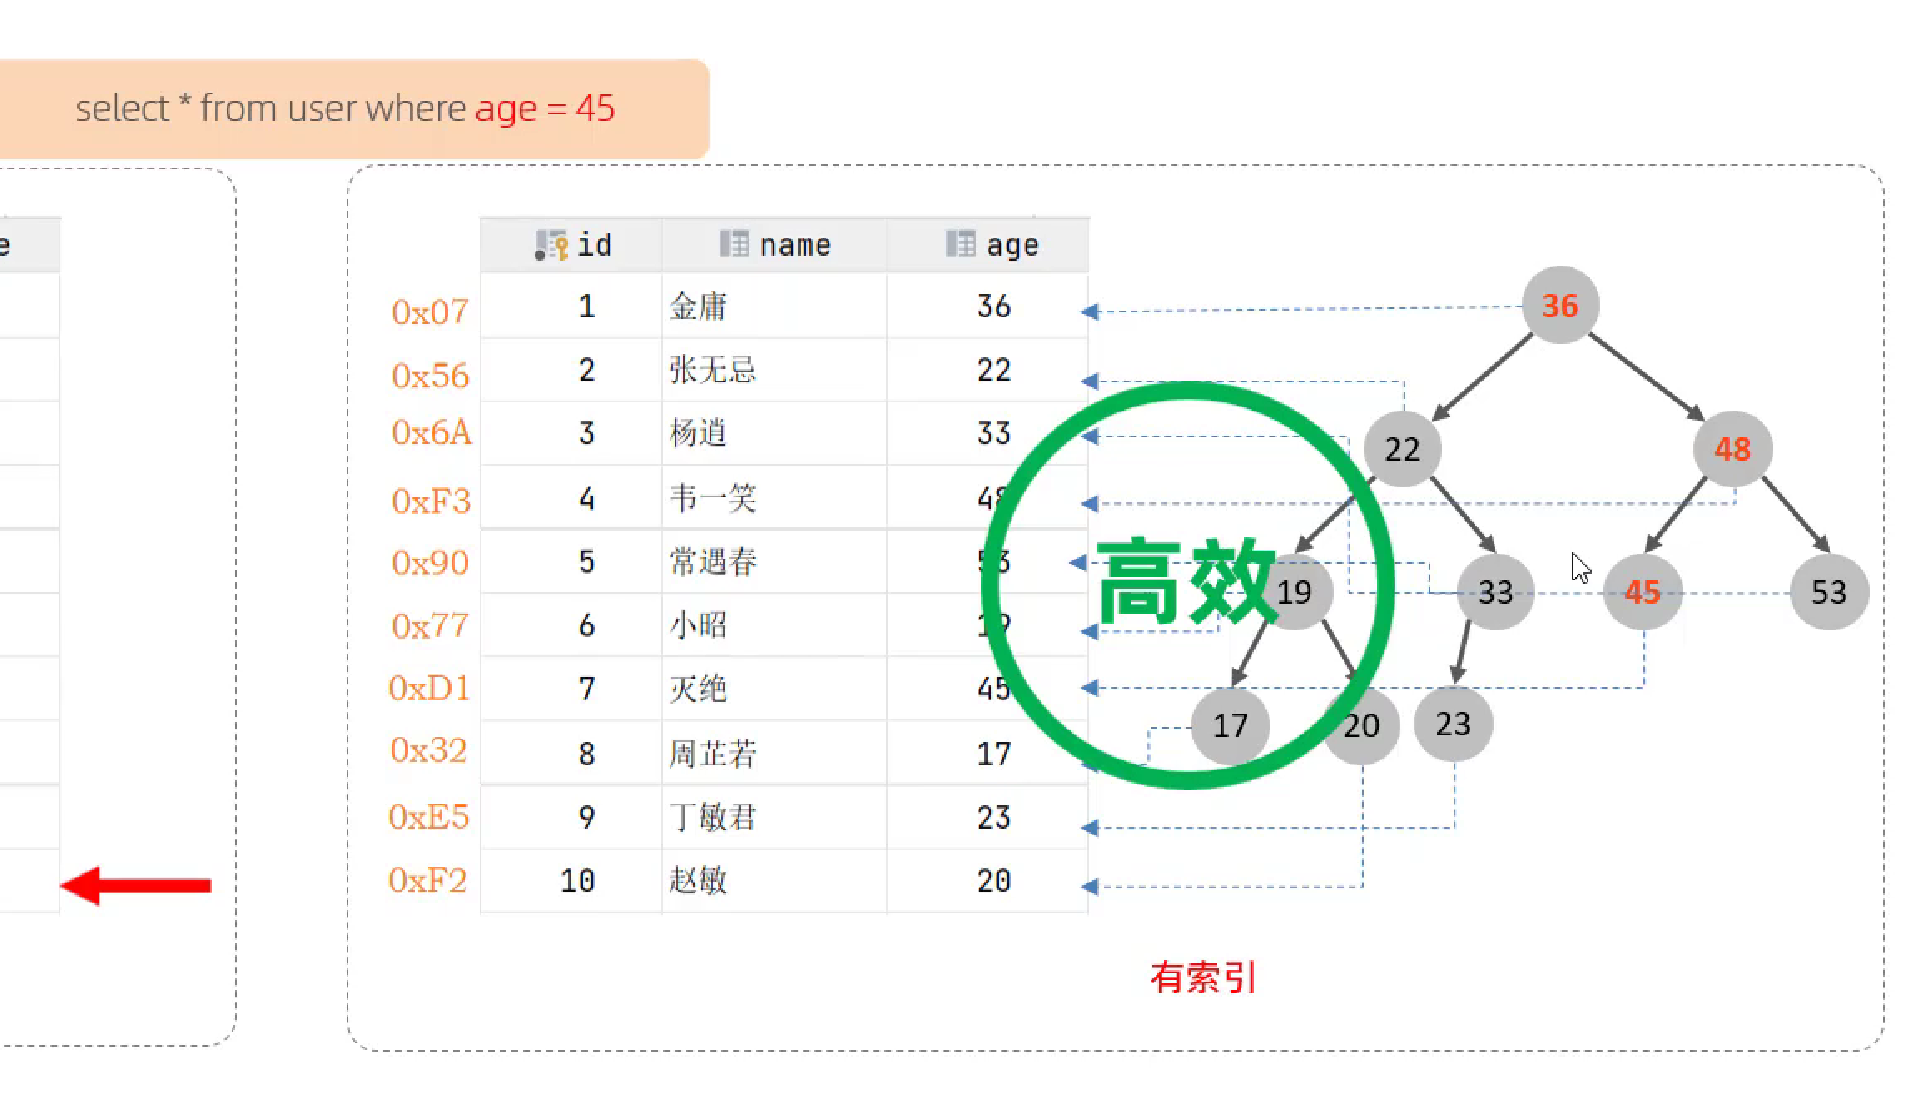 select * from user where age = 45
e
id name age
0x07 1 金庸 36
0x56 2 张无忌 22
0x6A 3 杨逍 33
0xF3 4 韦一笑 48
0x90 5 常遇春 53
0x77 6 小昭 19
0xD1 7 灭绝 45
0x32 8 周芷若 17
0xE5 9 丁敏君 23
0xF2 10 赵敏 20
36
22 48
19 33 45 53
17 20 23
高效
有索引